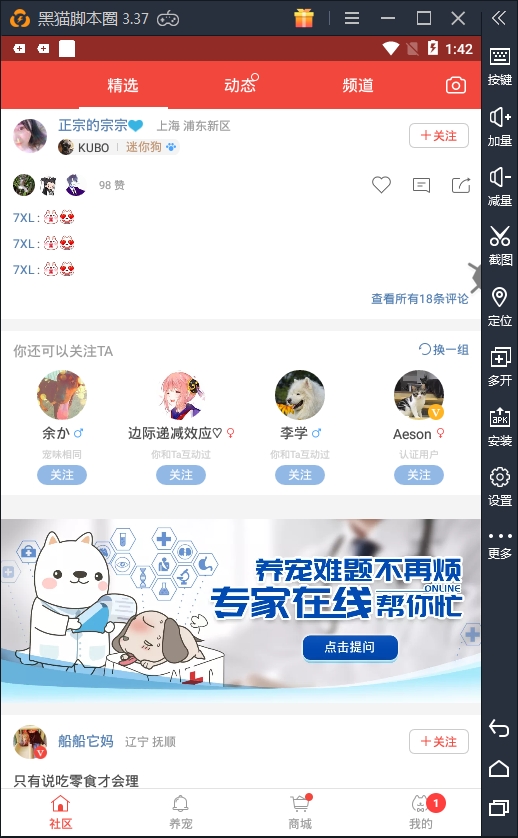 黑猫脚本圈 3.37
1:42
精选 动态 频道
正宗的宗宗 上海 浦东新区
KUBO 迷你狗
+关注
98 赞
7XL:
7XL:
7XL:
查看所有18条评论
你还可以关注TA
换一组
余か♂ 边际递减效应♡♀ 李学♂ Aeson♀
宠味相同 你和Ta互动过 你和Ta互动过 认证用户
关注 关注 关注 关注
养宠难题不再烦
ONLINE
专家在线帮你忙
点击提问
船船它妈 辽宁 抚顺
+关注
只有说吃零食才会理
社区 养宠 商城 我的
1
按键
加量
减量
截图
定位
多开
APK
安装
设置
更多